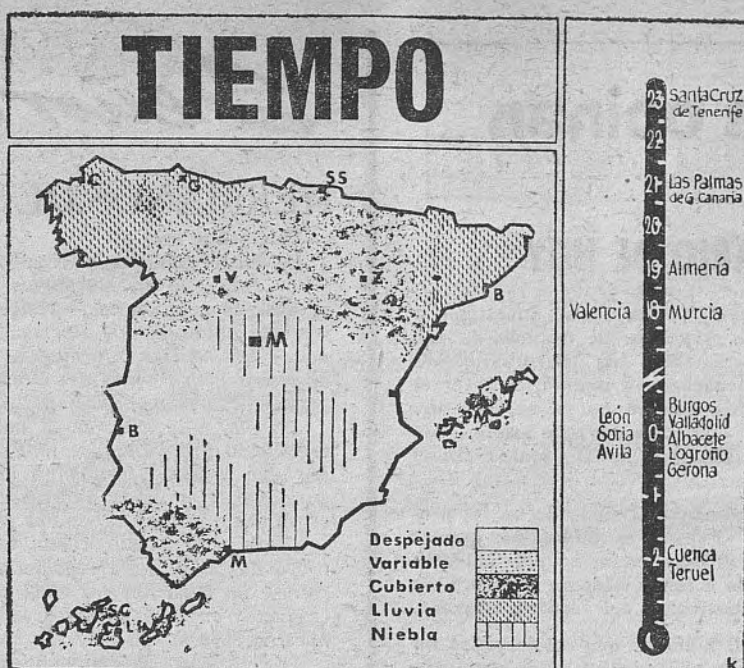 TIEMPO
C
G
SS
V
Z
B
M
PM
B
M
SC
Despejado
Variable
Cubierto
Lluvia
Niebla
23 Santa Cruz
de Tenerife
22
21 Las Palmas
de G. Canaria
20
19 Almería
Valencia 18 Murcia
León
Soria
Avila
0
Burgos
Valladolid
Albacete
Logroño
Gerona
1
2
Cuenca
Teruel
k